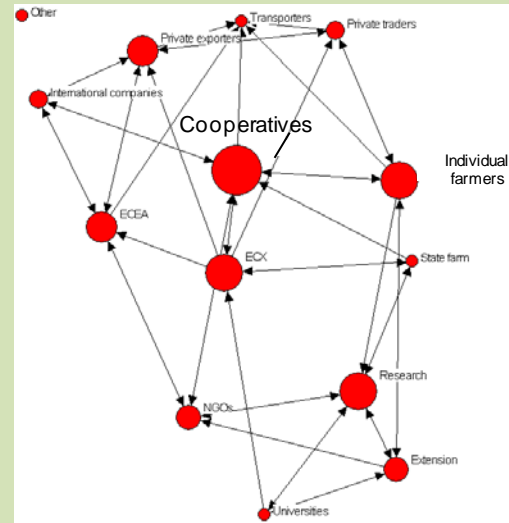 Other
Transporters
Private traders
Private exporters
International companies
Cooperatives
Individual
farmers
ECEA
ECX
State farm
Research
NGOs
Extension
Universities